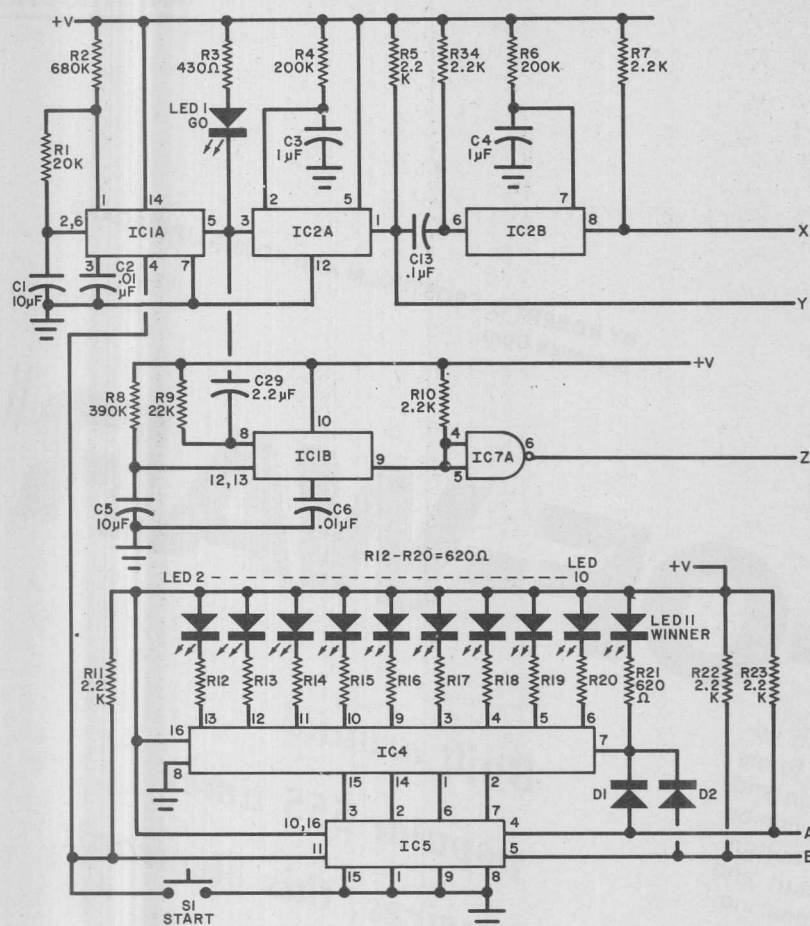 +V
R2
680K
R3
430Ω
R4
200K
R5
2.2
K
R34
2.2K
R6
200K
R7
2.2K
LED I
GO
C3
1µF
C4
1µF
R1
20K
1
14
2
5
7
2,6
IC1A
5
3
IC2A
1
6
IC2B
8
X
3
C2
4
7
12
C13
.1µF
C1
10µF
.01
µF
Y
+V
R8
390K
R9
22K
C29
2.2µF
R10
2.2K
10
8
IC1B
12,13
9
4
5
IC7A
6
Z
C5
10µF
C6
.01µF
R12-R20=620Ω
LED 2
LED
10
+V
LED II
WINNER
R11
2.2
K
R12
R13
R14
R15
R16
R17
R18
R19
R20
R21
620
Ω
R22
2.2
K
R23
2.2
K
13
12
11
10
9
3
4
5
6
16
8
IC4
7
15
14
1
2
D1
D2
3
2
6
7
10,16
4
A
11
IC5
5
B
15
1
9
8
S1
START